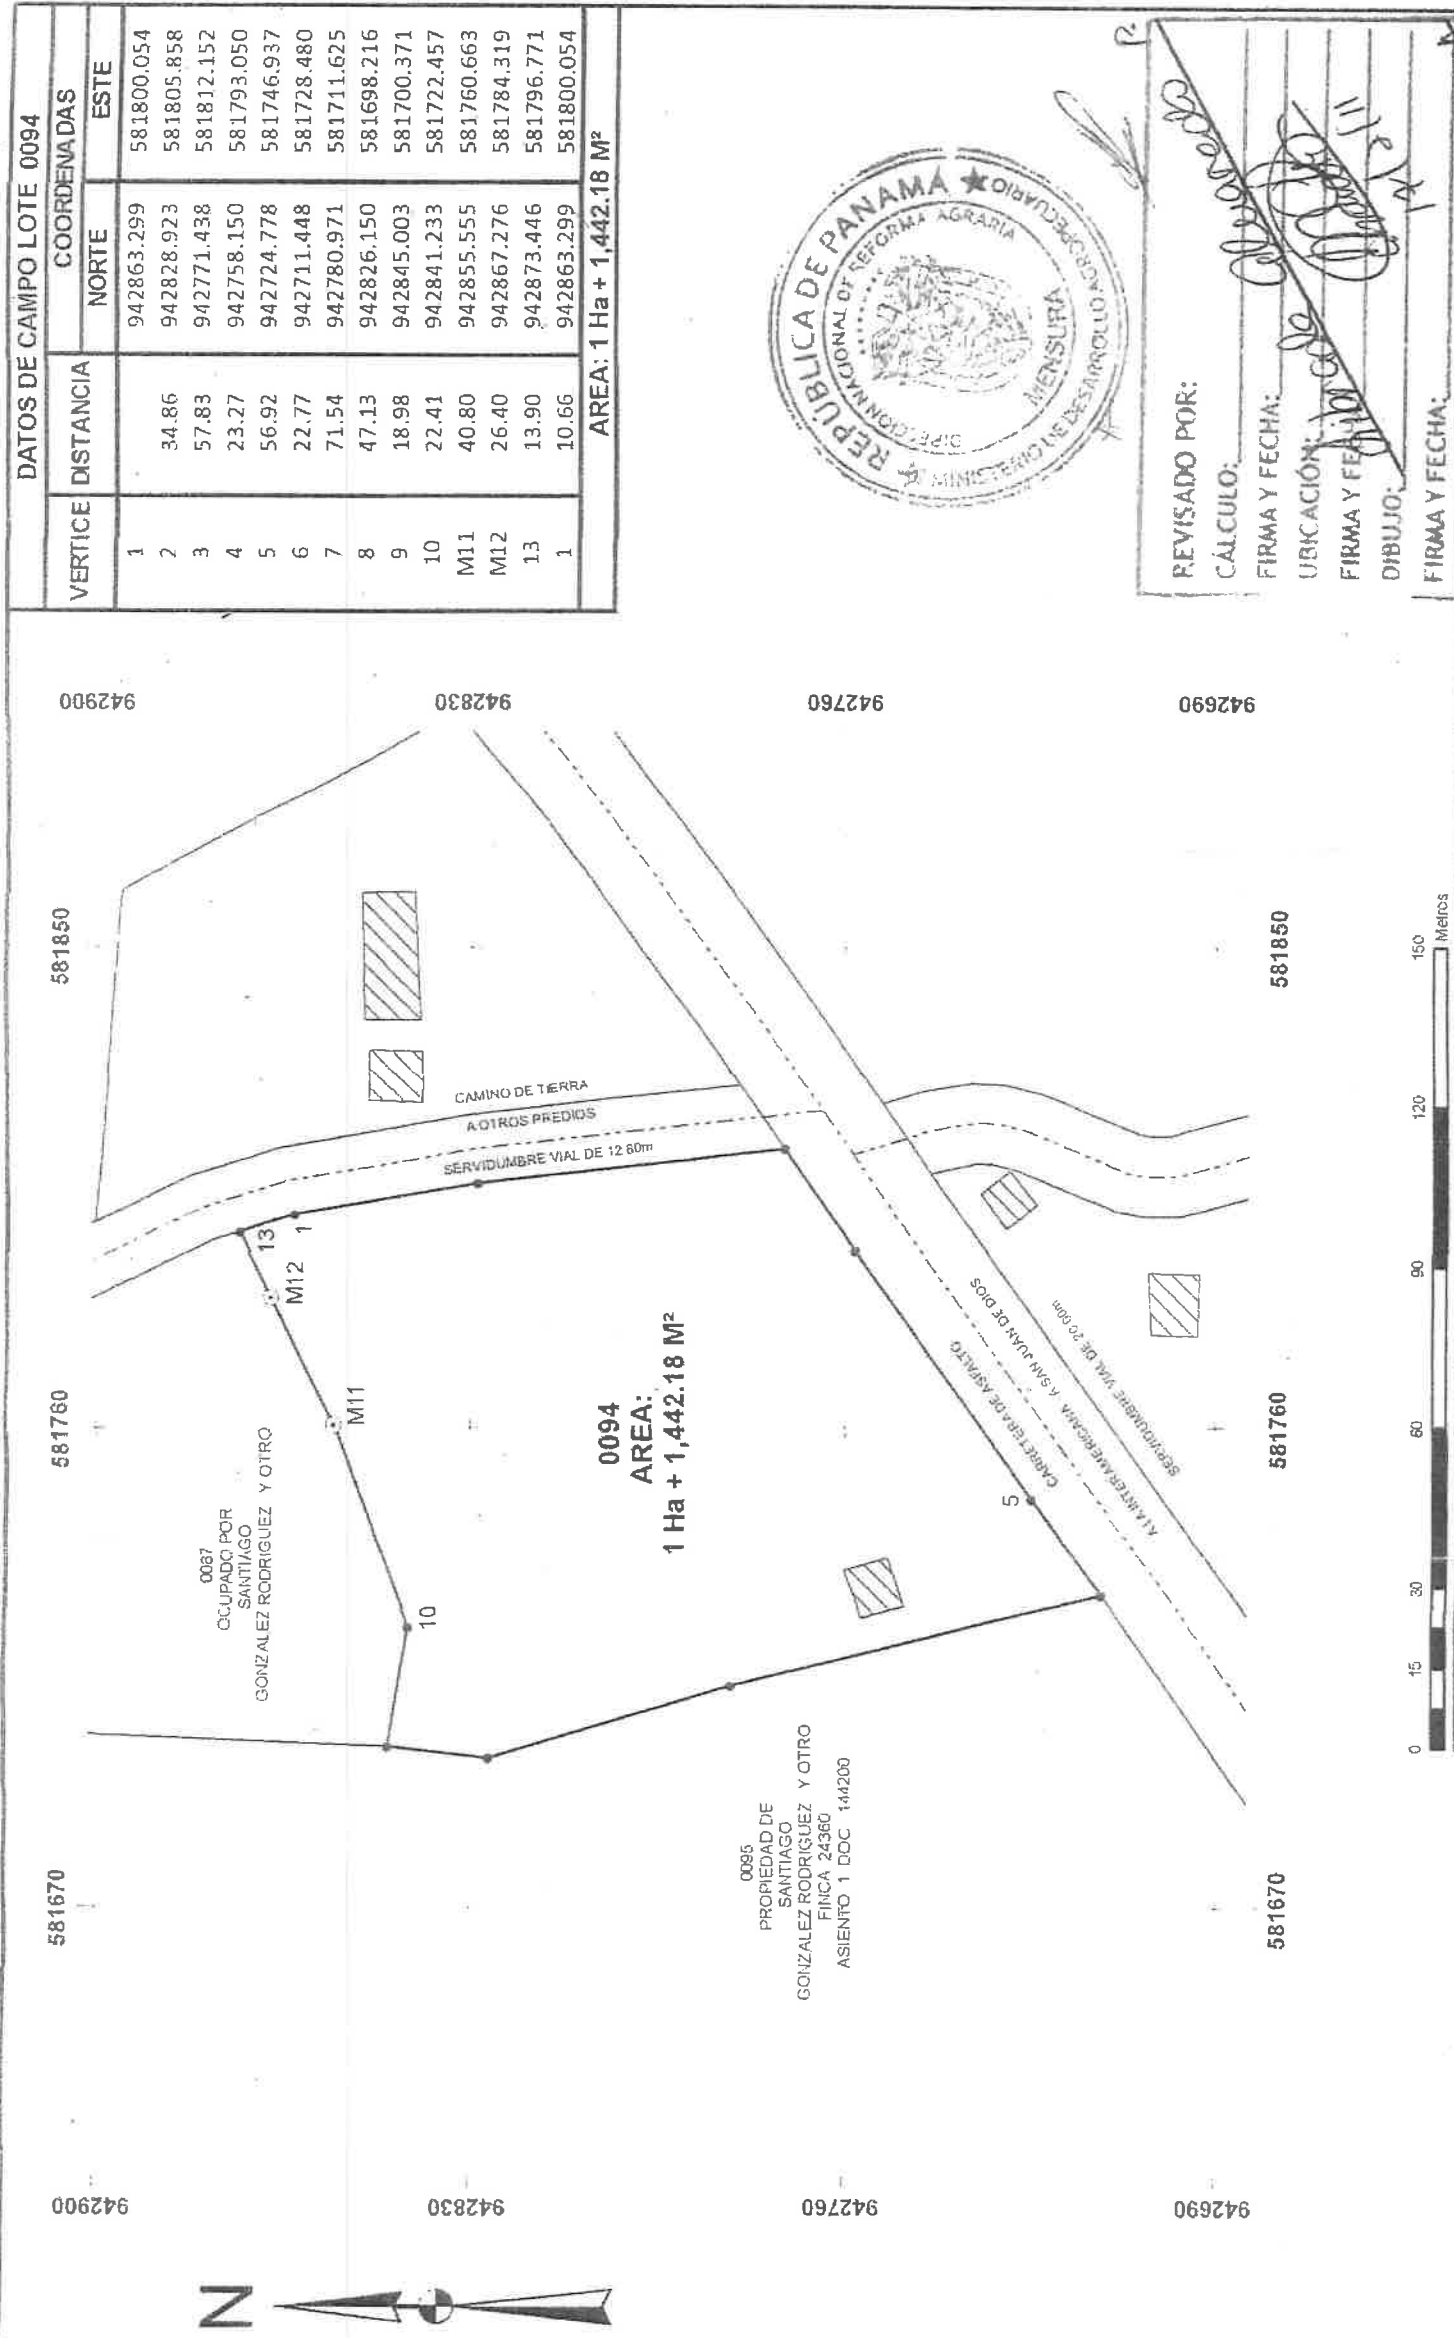 DATOS DE CAMPO LOTE 0094
VERTICE DISTANCIA COORDENADAS
NORTE ESTE
1 942863.299 581800.054
2 34.86 942828.923 581805.858
3 57.83 942771.438 581812.152
4 23.27 942758.150 581793.050
5 56.92 942724.778 581746.937
6 22.77 942711.448 581728.480
7 71.54 942780.971 581711.625
8 47.13 942826.150 581698.216
9 18.98 942845.003 581700.371
10 22.41 942841.233 581722.457
M11 40.80 942855.555 581760.663
M12 26.40 942867.276 581784.319
13 13.90 942873.446 581796.771
1 10.66 942863.299 581800.054
AREA: 1 Ha + 1,442.18 M²
N
581670 581760 581850
942900 942900
942830 942830
942760 942760
942690 942690
581670 581760 581850
0087
OCUPADO POR
SANTIAGO
GONZALEZ RODRIGUEZ Y OTRO
10
M11
M12
13
1
5
0094
AREA:
1 Ha + 1,442.18 M²
CAMINO DE TIERRA
A OTROS PREDIOS
SERVIDUMBRE VIAL DE 12.80m
CARRETERA DE ASFALTO
A LA INTERAMERICANA A SAN JUAN DE DIOS
SERVIDUMBRE VIAL DE 20.00m
0095
PROPIEDAD DE
SANTIAGO
GONZALEZ RODRIGUEZ Y OTRO
FINCA 24360
ASIENTO 1 DOC 144200
0 15 30 60 90 120 150
Metros
REPUBLICA DE PANAMA
MINISTERIO DE DESARROLLO AGROPECUARIO
DIRECCION NACIONAL DE REFORMA AGRARIA
MENSURA
REVISADO POR:
CÁLCULO:
FIRMA Y FECHA:
UBICACIÓN:
FIRMA Y FECHA
DIBUJO:
FIRMA Y FECHA: